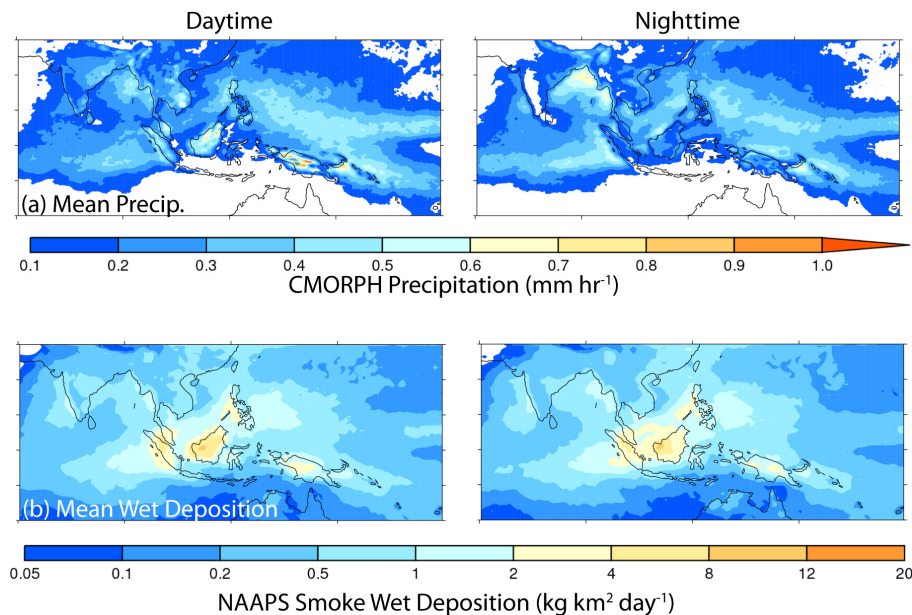 Daytime Nighttime
(a) Mean Precip.
0.1 0.2 0.3 0.4 0.5 0.6 0.7 0.8 0.9 1.0
CMORPH Precipitation (mm hr⁻¹)
(b) Mean Wet Deposition
0.05 0.1 0.2 0.5 1 2 4 8 12 20
NAAPS Smoke Wet Deposition (kg km² day⁻¹)